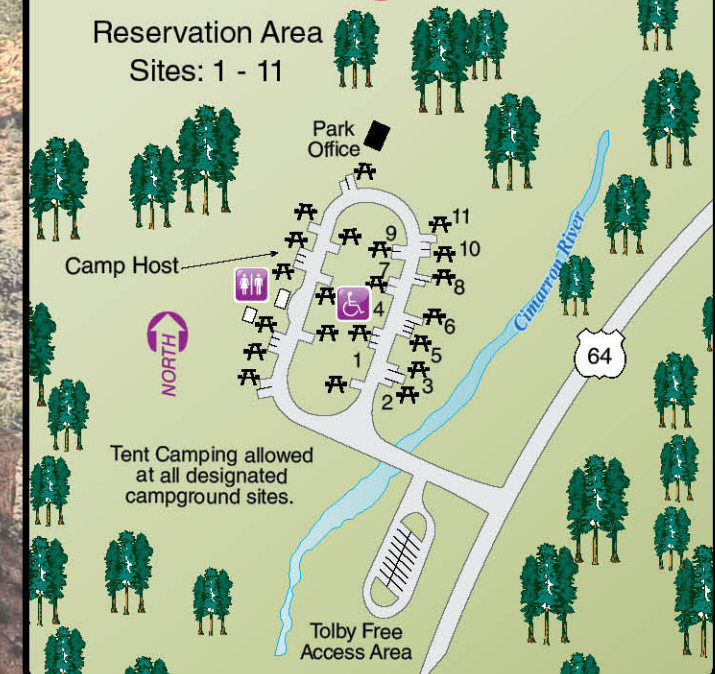 Reservation Area
Sites: 1 - 11
Park
Office
11
9
10
Camp Host
7
8
4
6
Cimarron River
NORTH
5
64
1
3
2
Tent Camping allowed
at all designated
campground sites.
Tolby Free
Access Area